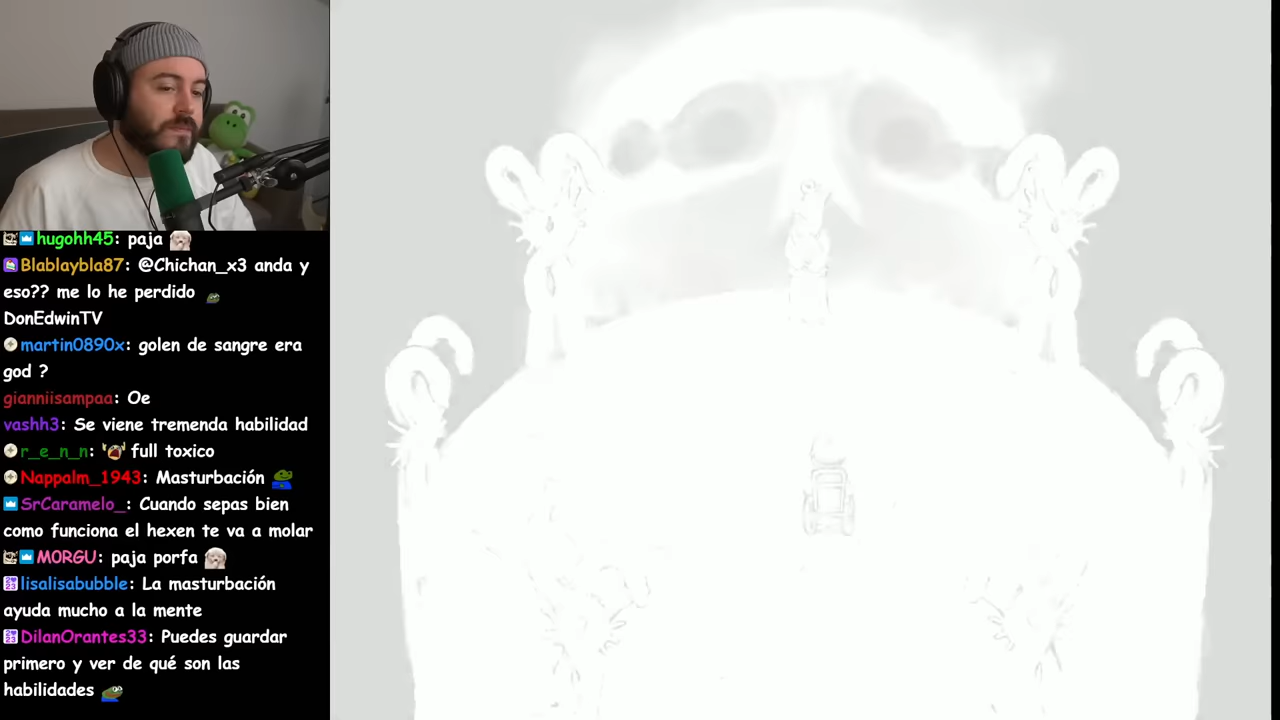 hugohh45: paja
Blablaybla87: @Chichan_x3 anda y
eso?? me lo he perdido
DonEdwinTV
martin0890x: golen de sangre era
god ?
gianniisampaa: Oe
vashh3: Se viene tremenda habilidad
r_e_n_n: full toxico
Nappalm_1943: Masturbación
SrCaramelo_: Cuando sepas bien
como funciona el hexen te va a molar
M0RGU: paja porfa
lisalisabubble: La masturbación
ayuda mucho a la mente
DilanOrantes33: Puedes guardar
primero y ver de qué son las
habilidades